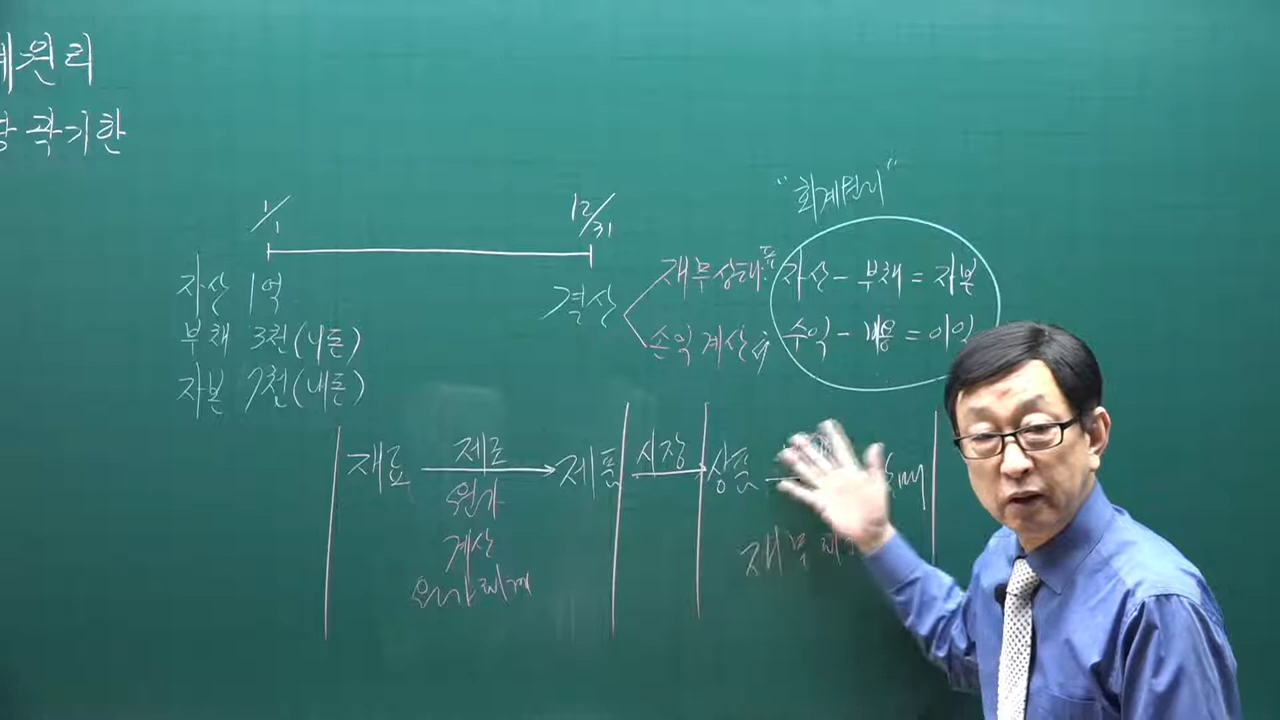 계원리
장 곽기한
1/1
12/31
"회계원리"
자산 1억
부채 3천(너돈)
자본 7천(내돈)
결산
재무상태표 자산 - 부채 = 자본
손익계산서 수익 - 비용 = 이익
재료 제조 제품 시장 상품
원가
계산
원가회계
재무회계